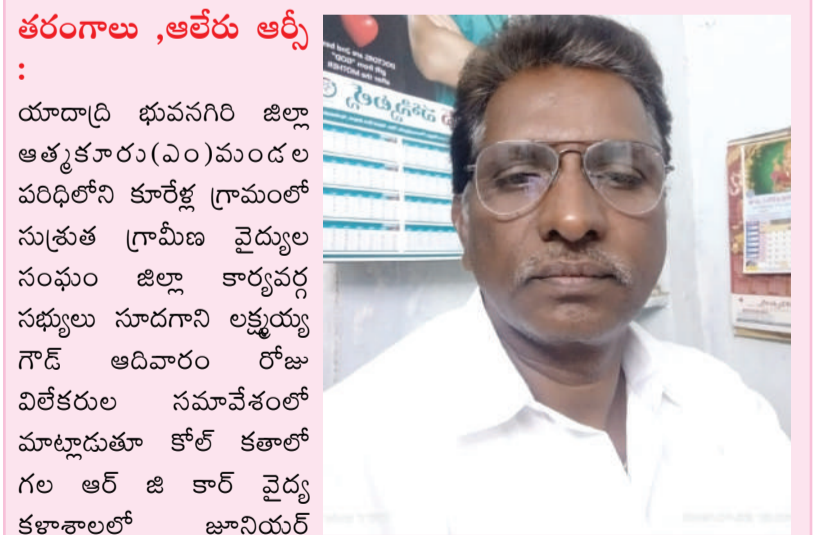 తరంగాలు ,ఆలేరు ఆర్సీ
:
యాదాద్రి భువనగిరి జిల్లా
ఆత్మకూరు(ఎం)మండల
పరిధిలోని కూరేళ్ల గ్రామంలో
సుశ్రుత గ్రామీణ వైద్యుల
సంఘం జిల్లా కార్యవర్గ
సభ్యులు సూదగాని లక్ష్మయ్య
గౌడ్ ఆదివారం రోజు
విలేకరుల సమావేశంలో
మాట్లాడుతూ కోల్ కతాలో
గల ఆర్ జి కార్ వైద్య
కళాశాలలో జూనియర్